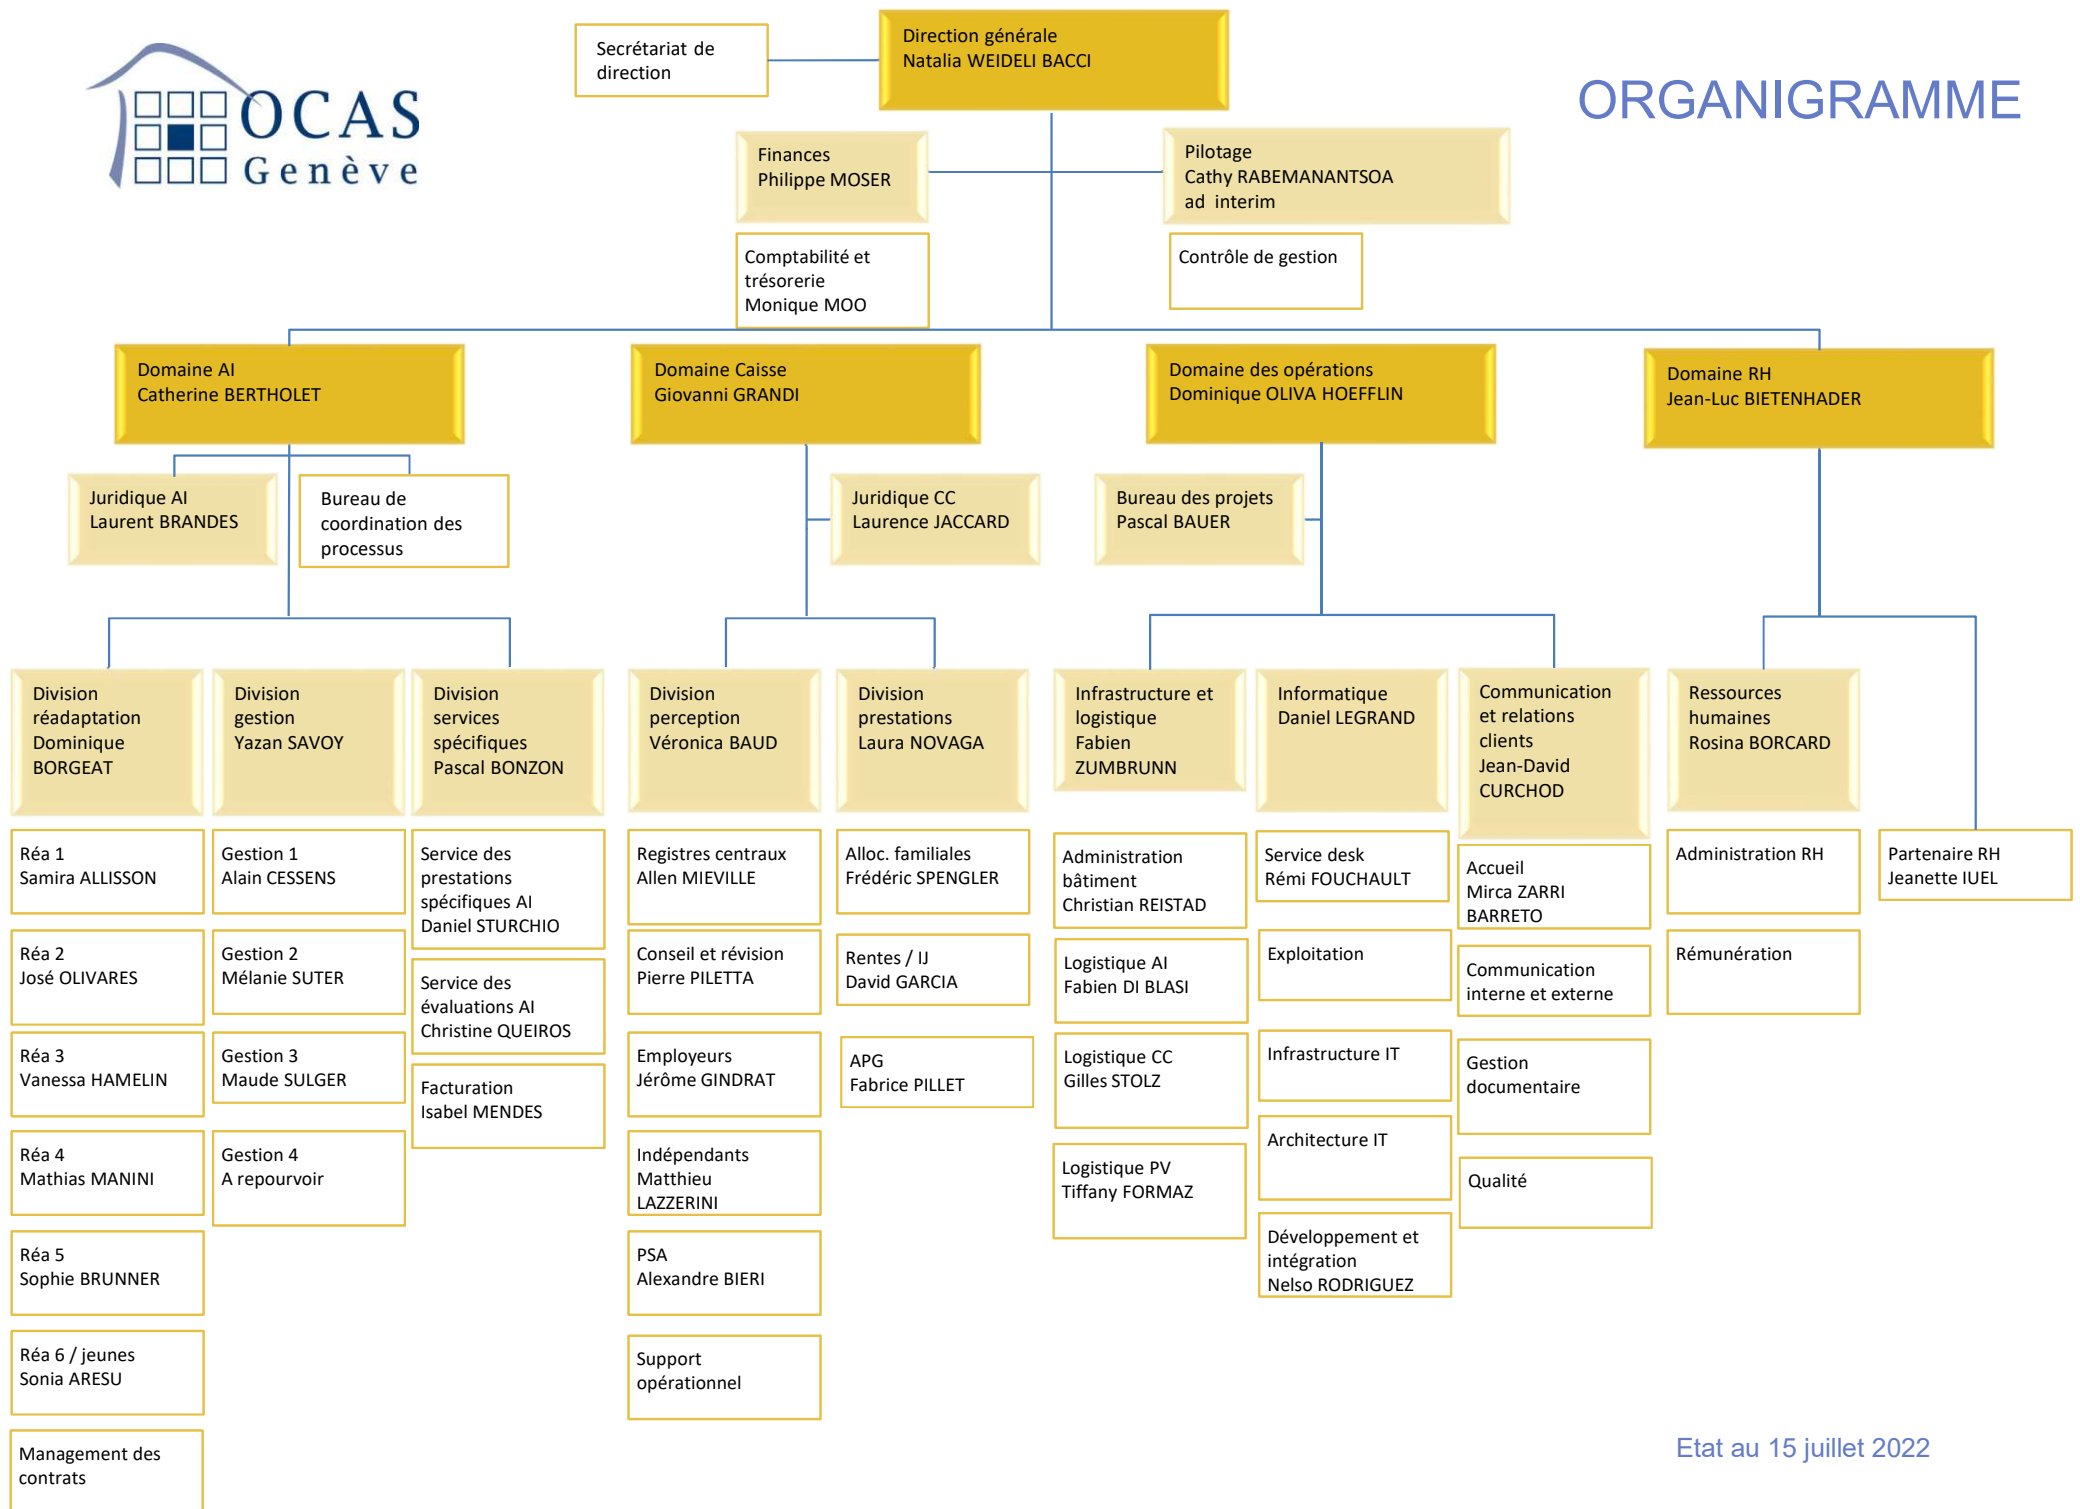 OCAS
Genève
Secrétariat de
direction
Direction générale
Natalia WEIDELI BACCI
ORGANIGRAMME
Finances
Philippe MOSER
Pilotage
Cathy RABEMANANTSOA
ad interim
Comptabilité et
trésorerie
Monique MOO
Contrôle de gestion
Domaine AI
Catherine BERTHOLET
Domaine Caisse
Giovanni GRANDI
Domaine des opérations
Dominique OLIVA HOEFFLIN
Domaine RH
Jean-Luc BIETENHADER
Juridique AI
Laurent BRANDES
Bureau de
coordination des
processus
Juridique CC
Laurence JACCARD
Bureau des projets
Pascal BAUER
Division
réadaptation
Dominique
BORGEAT
Division
gestion
Yazan SAVOY
Division
services
spécifiques
Pascal BONZON
Division
perception
Véronica BAUD
Division
prestations
Laura NOVAGA
Infrastructure et
logistique
Fabien
ZUMBRUNN
Informatique
Daniel LEGRAND
Communication
et relations
clients
Jean-David
CURCHOD
Ressources
humaines
Rosina BORCARD
Réa 1
Samira ALLISSON
Réa 2
José OLIVARES
Réa 3
Vanessa HAMELIN
Réa 4
Mathias MANINI
Réa 5
Sophie BRUNNER
Réa 6 / jeunes
Sonia ARESU
Management des
contrats
Gestion 1
Alain CESSENS
Gestion 2
Mélanie SUTER
Gestion 3
Maude SULGER
Gestion 4
A repourvoir
Service des
prestations
spécifiques AI
Daniel STURCHIO
Service des
évaluations AI
Christine QUEIROS
Facturation
Isabel MENDES
Registres centraux
Allen MIEVILLE
Conseil et révision
Pierre PILETTA
Employeurs
Jérôme GINDRAT
Indépendants
Matthieu
LAZZERINI
PSA
Alexandre BIERI
Support
opérationnel
Alloc. familiales
Frédéric SPENGLER
Rentes / IJ
David GARCIA
APG
Fabrice PILLET
Administration
bâtiment
Christian REISTAD
Logistique AI
Fabien DI BLASI
Logistique CC
Gilles STOLZ
Logistique PV
Tiffany FORMAZ
Service desk
Rémi FOUCHAULT
Exploitation
Infrastructure IT
Architecture IT
Développement et
intégration
Nelso RODRIGUEZ
Accueil
Mirca ZARRI
BARRETO
Communication
interne et externe
Gestion
documentaire
Qualité
Administration RH
Rémunération
Partenaire RH
Jeanette IUEL
Etat au 15 juillet 2022